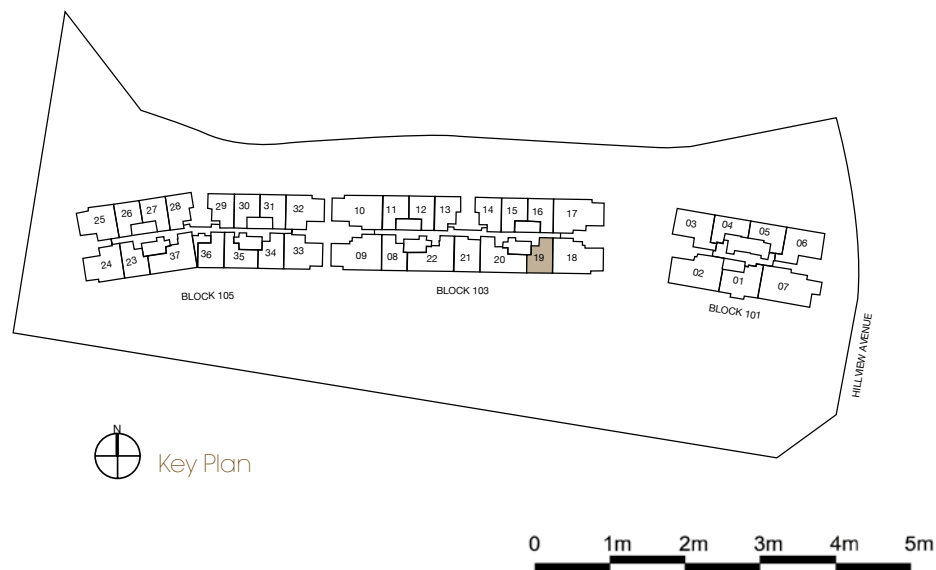 25 26 27 28 29 30 31 32 10 11 12 13 14 15 16 17 03 04 05 06
24 23 37 36 35 34 33 09 08 22 21 20 19 18 02 01 07
BLOCK 105
BLOCK 103
BLOCK 101
HILLVIEW AVENUE
N
Key Plan
0 1m 2m 3m 4m 5m